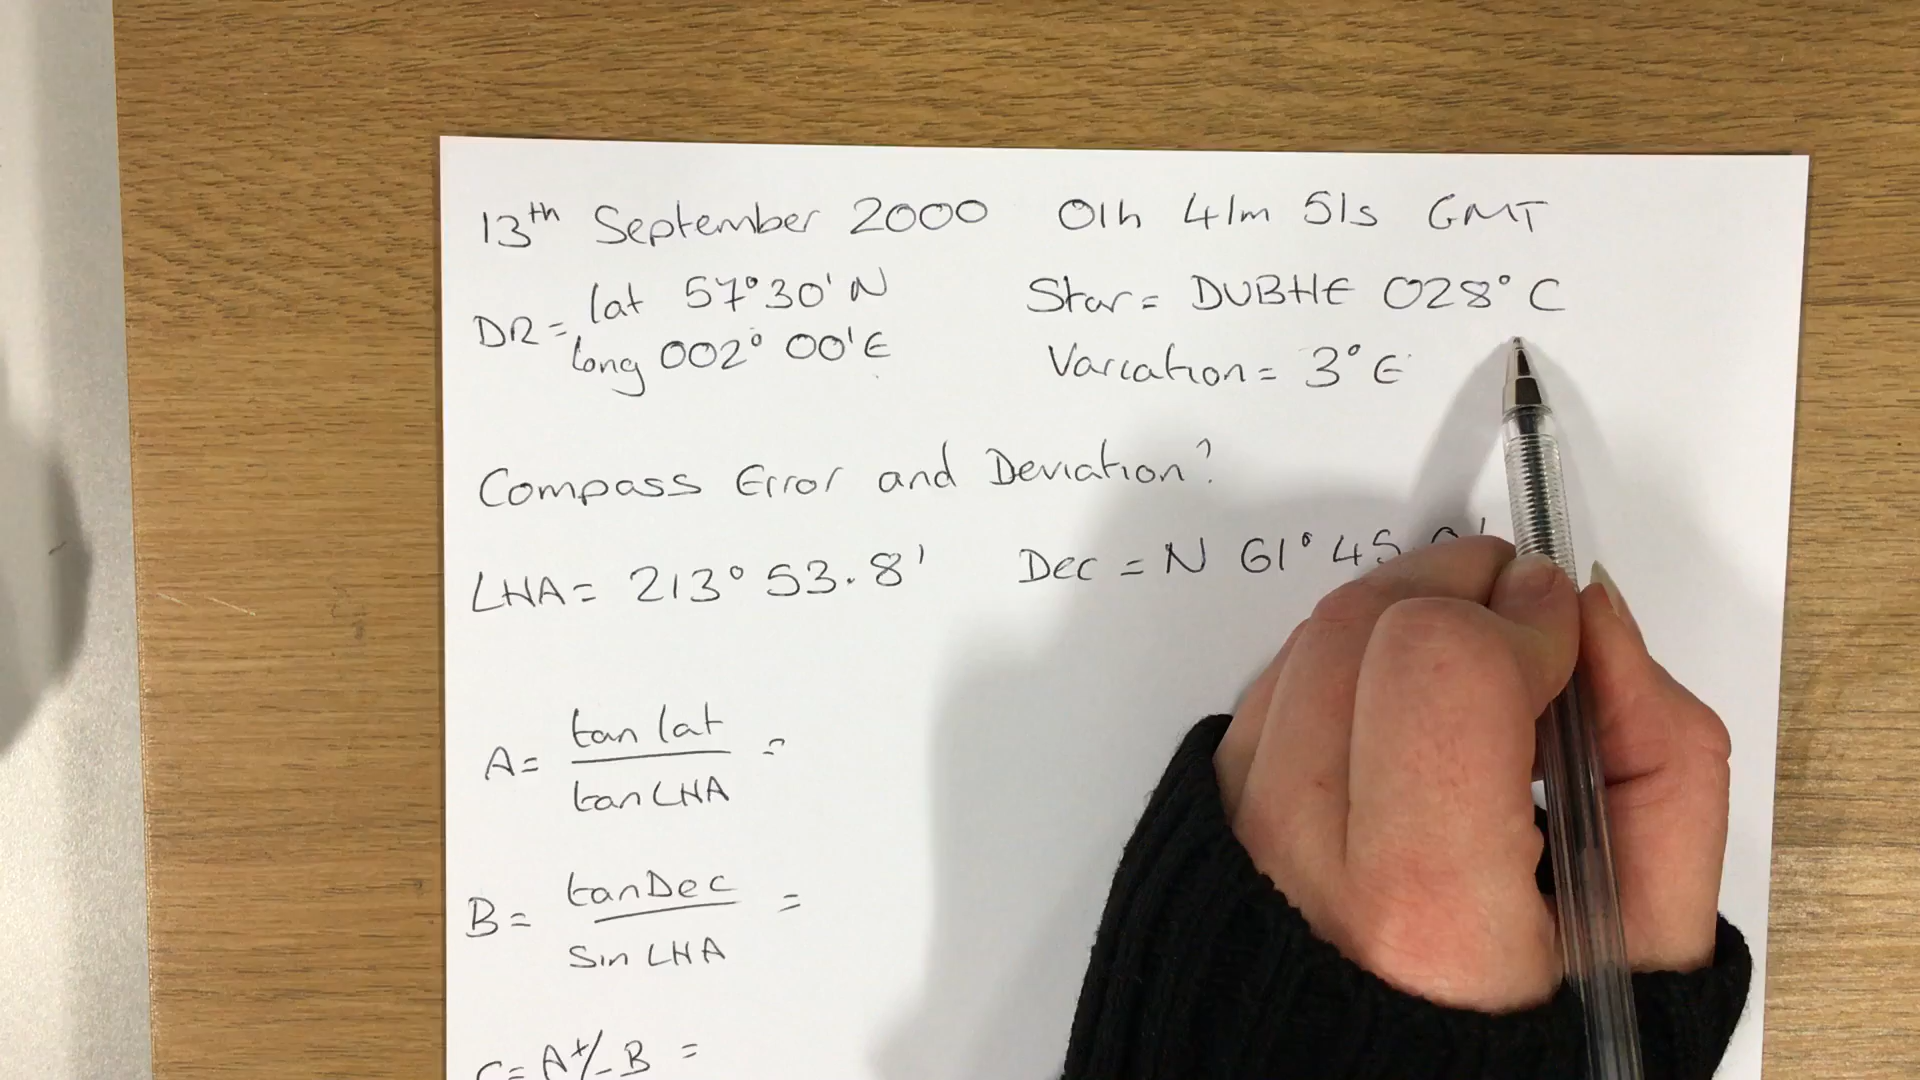 13th September 2000 01h 41m 51s GMT
DR = lat 57°30'N
long 002° 00'E
Star = DUBHE 028° C
Variation = 3° E
Compass Error and Deviation?
LHA = 213° 53.8' Dec = N 61° 45.
A = tan lat
tan LHA =
B = tan Dec
sin LHA =
C = A +/- B =